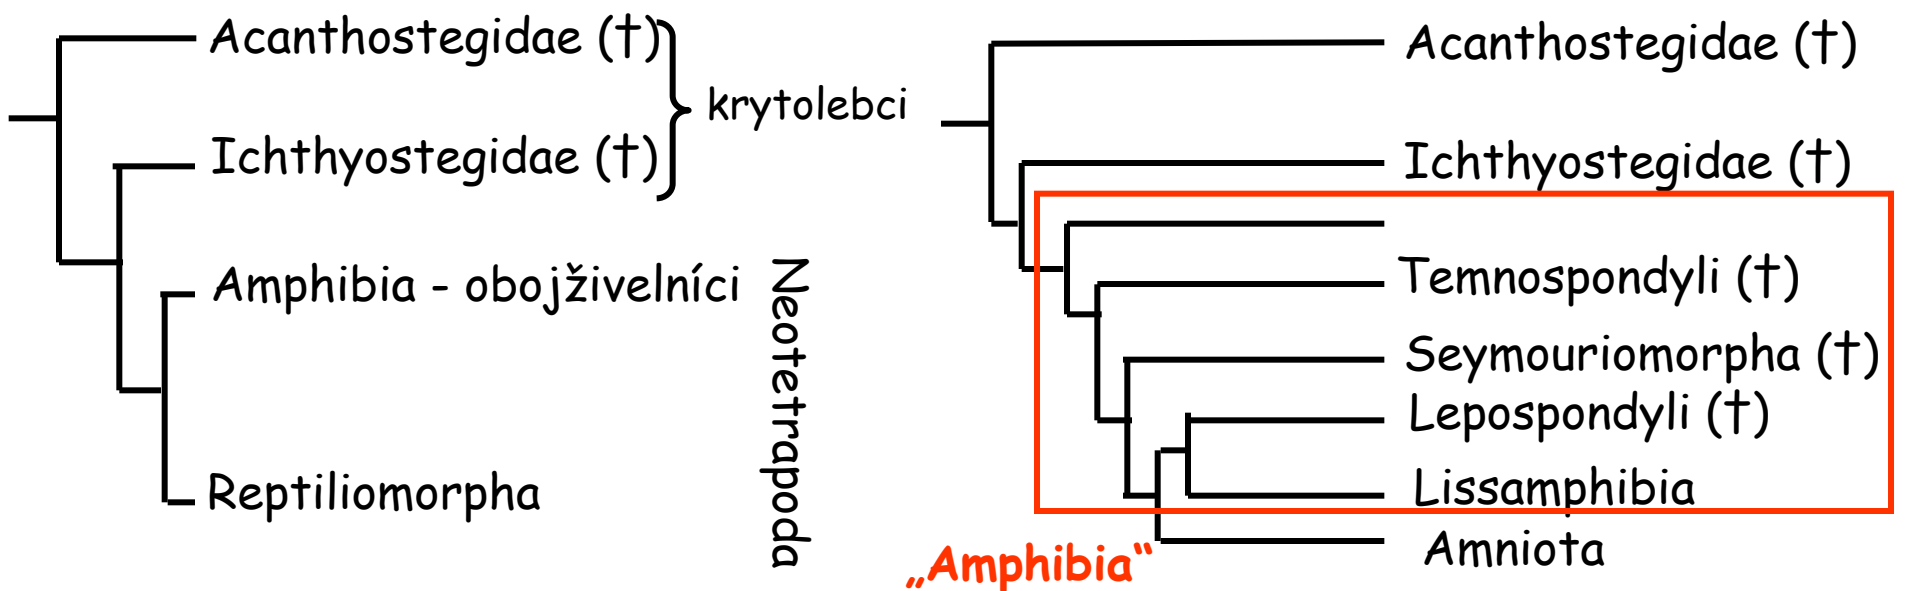 Acanthostegidae (†)
krytolebci
Ichthyostegidae (†)
Amphibia - obojživelníci
Reptiliomorpha
Neotetrapoda
Acanthostegidae (†)
Ichthyostegidae (†)
Temnospondyli (†)
Seymouriomorpha (†)
Lepospondyli (†)
Lissamphibia
Amniota
„Amphibia“